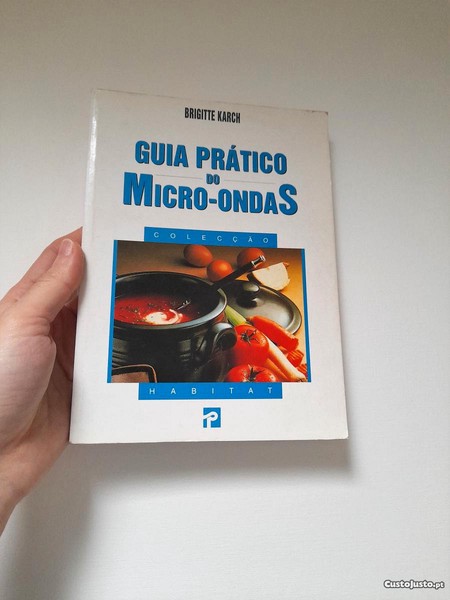 BRIGITTE KARCH
GUIA PRÁTICO
DO
MICRO-ONDAS
COLECÇÃO
HABITAT
P
CustoJusto.pt